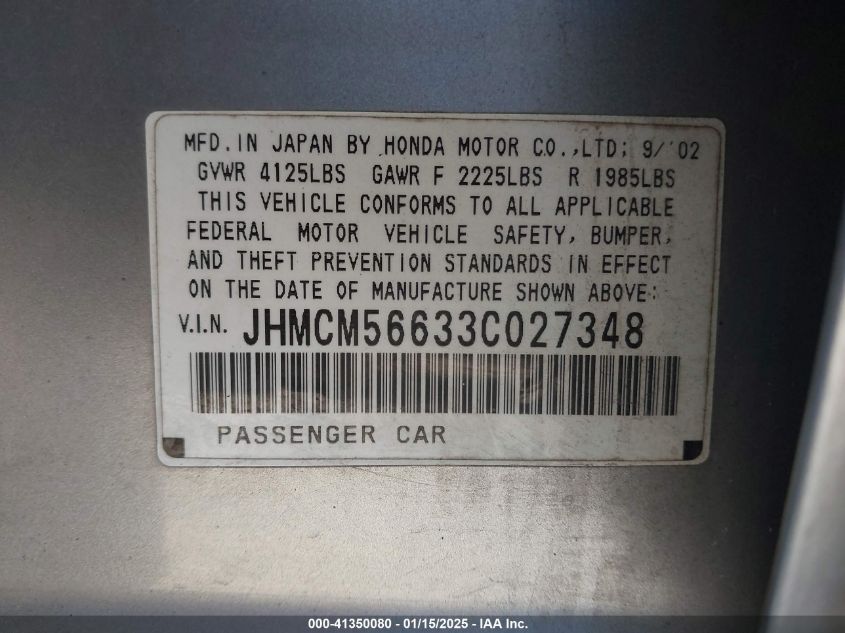 MFD. IN JAPAN BY HONDA MOTOR CO.,LTD; 9/'02
GVWR 4125LBS GAWR F 2225LBS R 1985LBS
THIS VEHICLE CONFORMS TO ALL APPLICABLE
FEDERAL MOTOR VEHICLE SAFETY, BUMPER,
AND THEFT PREVENTION STANDARDS IN EFFECT
ON THE DATE OF MANUFACTURE SHOWN ABOVE:
V.I.N. JHMCM56633C027348
PASSENGER CAR
000-41350080 - 01/15/2025 - IAA Inc.